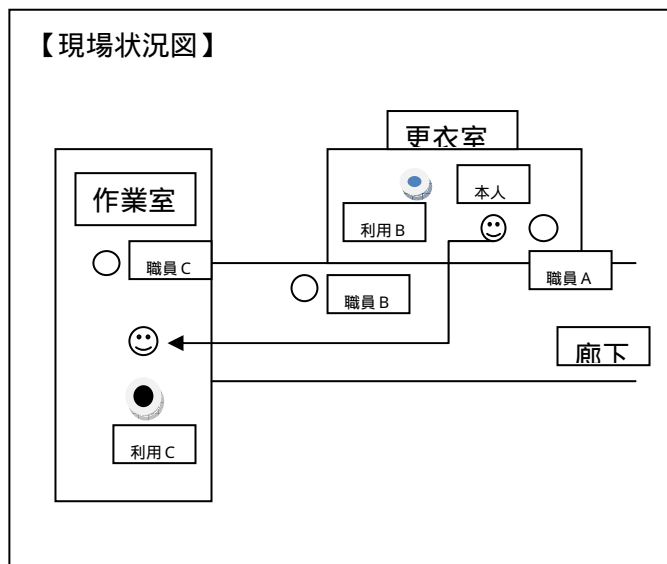 【現場状況図】
更衣室
作業室
本人
利用Ｂ
職員Ｃ
職員Ａ
職員Ｂ
廊下
利用Ｃ